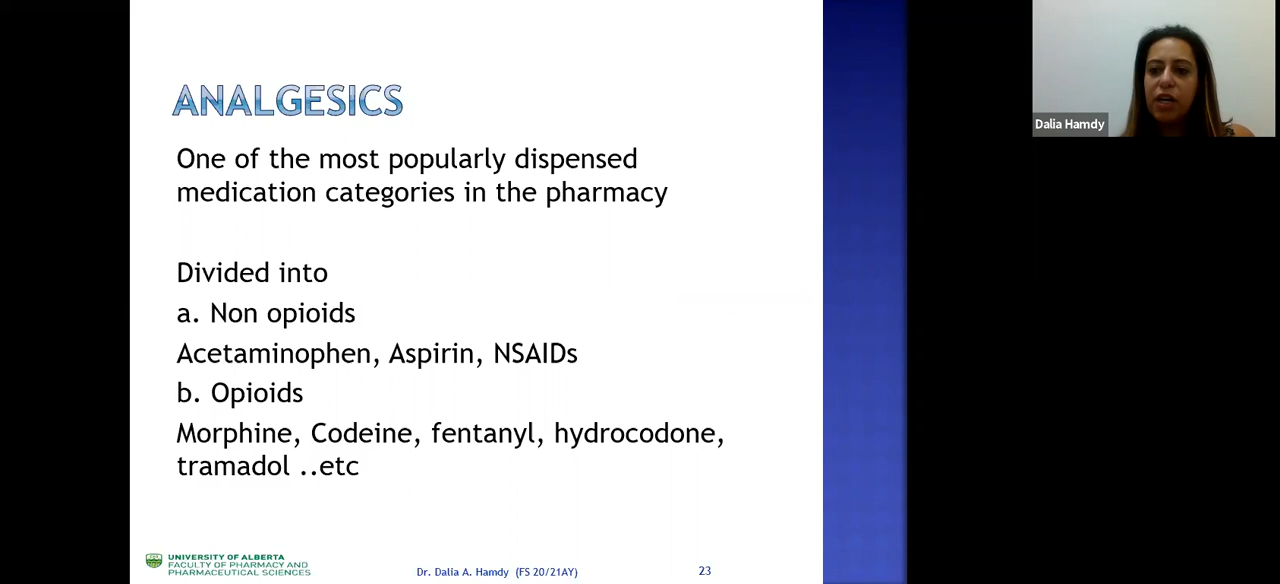 ANALGESICS
One of the most popularly dispensed
medication categories in the pharmacy
Divided into
a. Non opioids
Acetaminophen, Aspirin, NSAIDs
b. Opioids
Morphine, Codeine, fentanyl, hydrocodone,
tramadol ..etc
UNIVERSITY OF ALBERTA
FACULTY OF PHARMACY AND
PHARMACEUTICAL SCIENCES
Dr. Dalia A. Hamdy (FS 20/21AY)
23
Dalia Hamdy